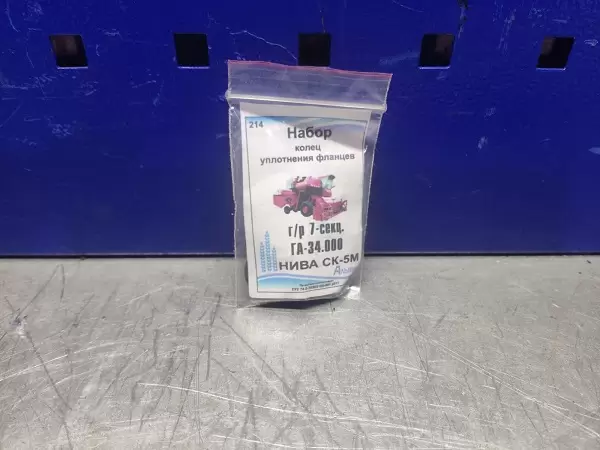 214
Набор
колец
уплотнения фланцев
г/р 7-секц.
ГА-34.000
НИВА СК-5М